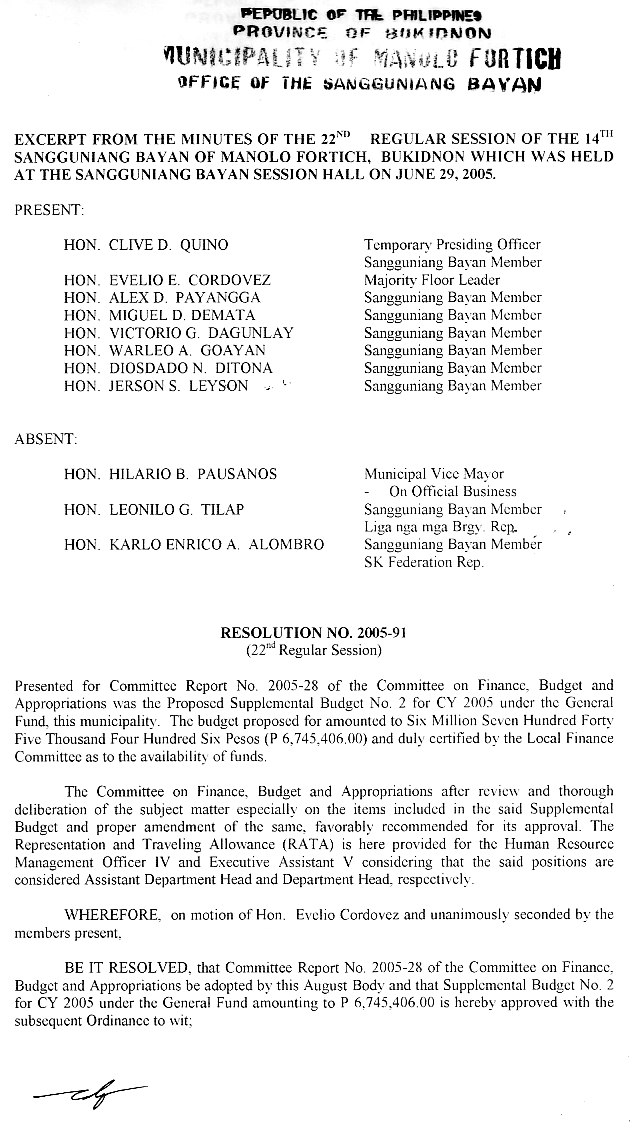 REPUBLIC OF THE PHILIPPINES
PROVINCE OF BUKIDNON
MUNICIPALITY OF MANOLO FORTICH
OFFICE OF THE SANGGUNIANG BAYAN
EXCERPT FROM THE MINUTES OF THE 22ND REGULAR SESSION OF THE 14TH
SANGGUNIANG BAYAN OF MANOLO FORTICH, BUKIDNON WHICH WAS HELD
AT THE SANGGUNIANG BAYAN SESSION HALL ON JUNE 29, 2005.
PRESENT:
HON. CLIVE D. QUINO Temporary Presiding Officer
Sangguniang Bayan Member
HON. EVELIO E. CORDOVEZ Majority Floor Leader
HON. ALEX D. PAYANGGA Sangguniang Bayan Member
HON. MIGUEL D. DEMATA Sangguniang Bayan Member
HON. VICTORIO G. DAGUNLAY Sangguniang Bayan Member
HON. WARLEO A. GOAYAN Sangguniang Bayan Member
HON. DIOSDADO N. DITONA Sangguniang Bayan Member
HON. JERSON S. LEYSON Sangguniang Bayan Member
ABSENT:
HON. HILARIO B. PAUSANOS Municipal Vice Mayor
- On Official Business
HON. LEONILO G. TILAP Sangguniang Bayan Member
Liga nga mga Brgy. Rep.
HON. KARLO ENRICO A. ALOMBRO Sangguniang Bayan Member
SK Federation Rep.
RESOLUTION NO. 2005-91
(22nd Regular Session)
Presented for Committee Report No. 2005-28 of the Committee on Finance, Budget and
Appropriations was the Proposed Supplemental Budget No. 2 for CY 2005 under the General
Fund, this municipality. The budget proposed for amounted to Six Million Seven Hundred Forty
Five Thousand Four Hundred Six Pesos (P 6,745,406.00) and duly certified by the Local Finance
Committee as to the availability of funds.
The Committee on Finance, Budget and Appropriations after review and thorough
deliberation of the subject matter especially on the items included in the said Supplemental
Budget and proper amendment of the same, favorably recommended for its approval. The
Representation and Traveling Allowance (RATA) is here provided for the Human Resource
Management Officer IV and Executive Assistant V considering that the said positions are
considered Assistant Department Head and Department Head, respectively.
WHEREFORE, on motion of Hon. Evelio Cordovez and unanimously seconded by the
members present,
BE IT RESOLVED, that Committee Report No. 2005-28 of the Committee on Finance,
Budget and Appropriations be adopted by this August Body and that Supplemental Budget No. 2
for CY 2005 under the General Fund amounting to P 6,745,406.00 is hereby approved with the
subsequent Ordinance to wit;